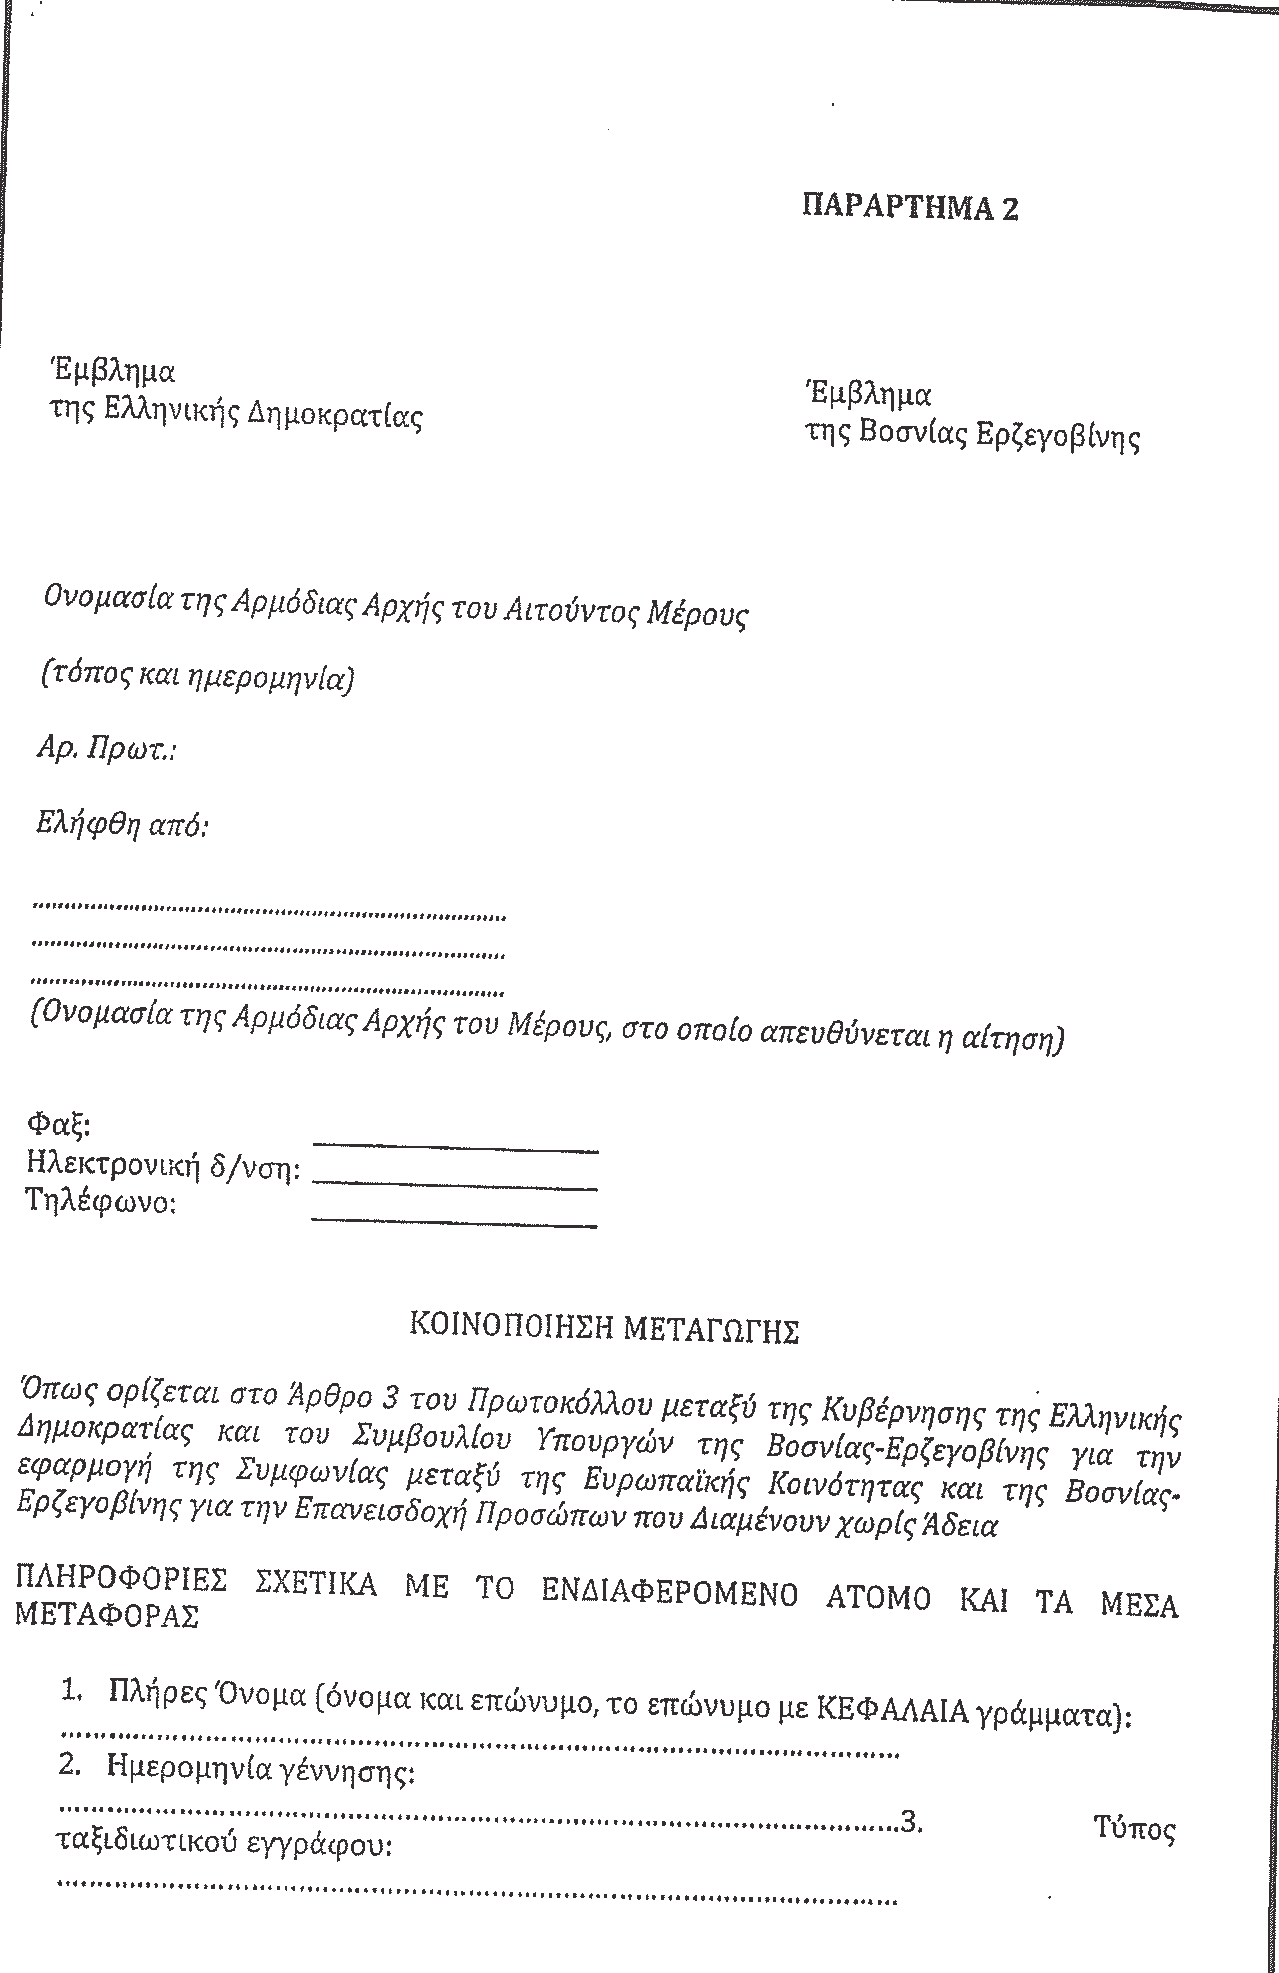 ΠΑΡΑΡΤΗΜΑ 2
Έμβλημα
της Ελληνικής Δημοκρατίας
Έμβλημα
της Βοσνίας Ερζεγοβίνης
Ονομασία της Αρμόδιας Αρχής του Αιτούντος Μέρους
(τόπος και ημερομηνία)
Αρ. Πρωτ.:
Ελήφθη από:
................................................................................
................................................................................
................................................................................
(Ονομασία της Αρμόδιας Αρχής του Μέρους, στο οποίο απευθύνεται η αίτηση)
Φαξ: ____________________
Ηλεκτρονική δ/νση: ____________________
Τηλέφωνο: ____________________
ΚΟΙΝΟΠΟΙΗΣΗ ΜΕΤΑΓΩΓΗΣ
Όπως ορίζεται στο Άρθρο 3 του Πρωτοκόλλου μεταξύ της Κυβέρνησης της Ελληνικής
Δημοκρατίας και του Συμβουλίου Υπουργών της Βοσνίας-Ερζεγοβίνης για την
εφαρμογή της Συμφωνίας μεταξύ της Ευρωπαϊκής Κοινότητας και της Βοσνίας-
Ερζεγοβίνης για την Επανεισδοχή Προσώπων που Διαμένουν χωρίς Άδεια
ΠΛΗΡΟΦΟΡΙΕΣ ΣΧΕΤΙΚΑ ΜΕ ΤΟ ΕΝΔΙΑΦΕΡΟΜΕΝΟ ΑΤΟΜΟ ΚΑΙ ΤΑ ΜΕΣΑ
ΜΕΤΑΦΟΡΑΣ
1. Πλήρες Όνομα (όνομα και επώνυμο, το επώνυμο με ΚΕΦΑΛΑΙΑ γράμματα):
................................................................................
2. Ημερομηνία γέννησης:
................................................................................3. Τύπος
ταξιδιωτικού εγγράφου:
................................................................................